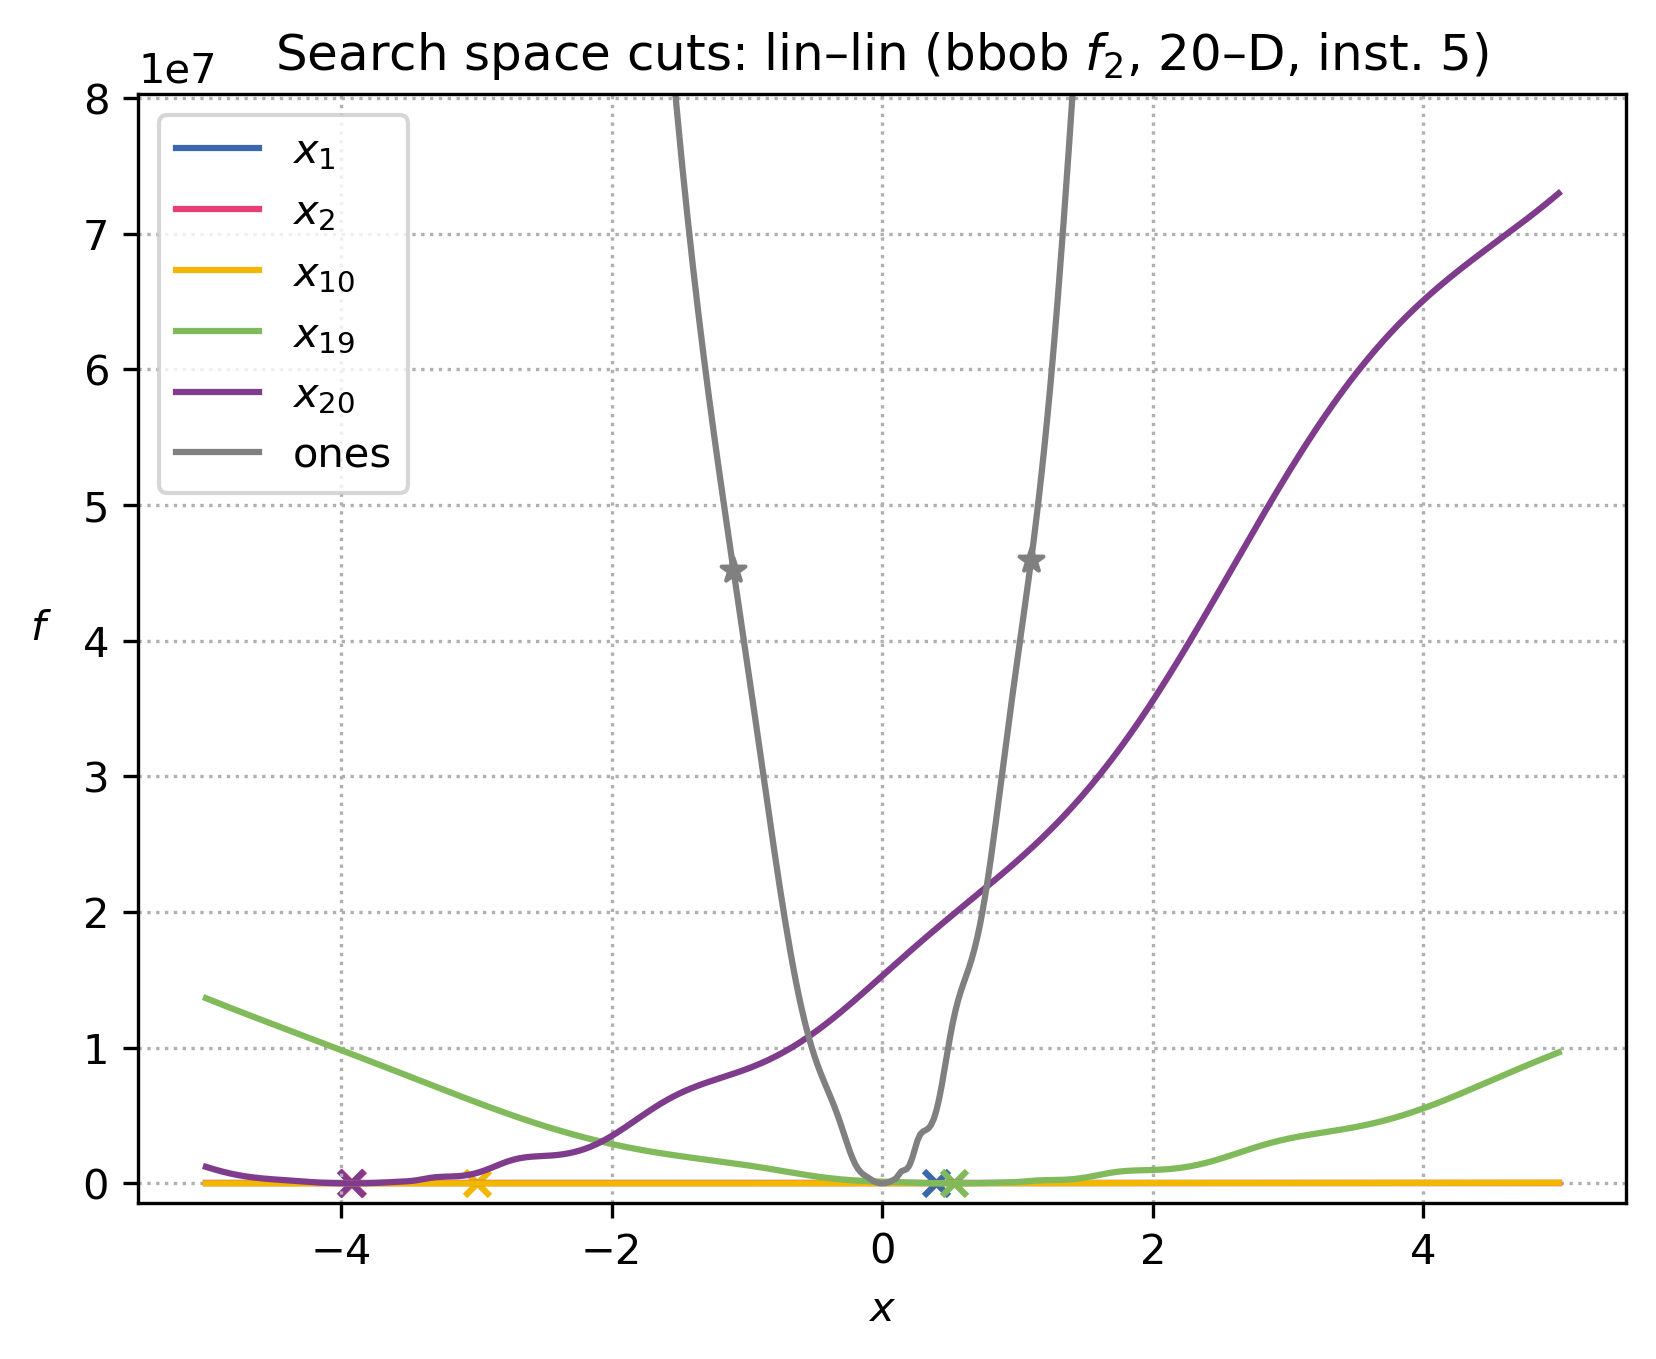 Search space cuts: lin–lin (bbob f₂, 20–D, inst. 5)
1e7
8
7
6
5
4
3
2
1
0
f
x₁
x₂
x₁₀
x₁₉
x₂₀
ones
−4 −2 0 2 4
x